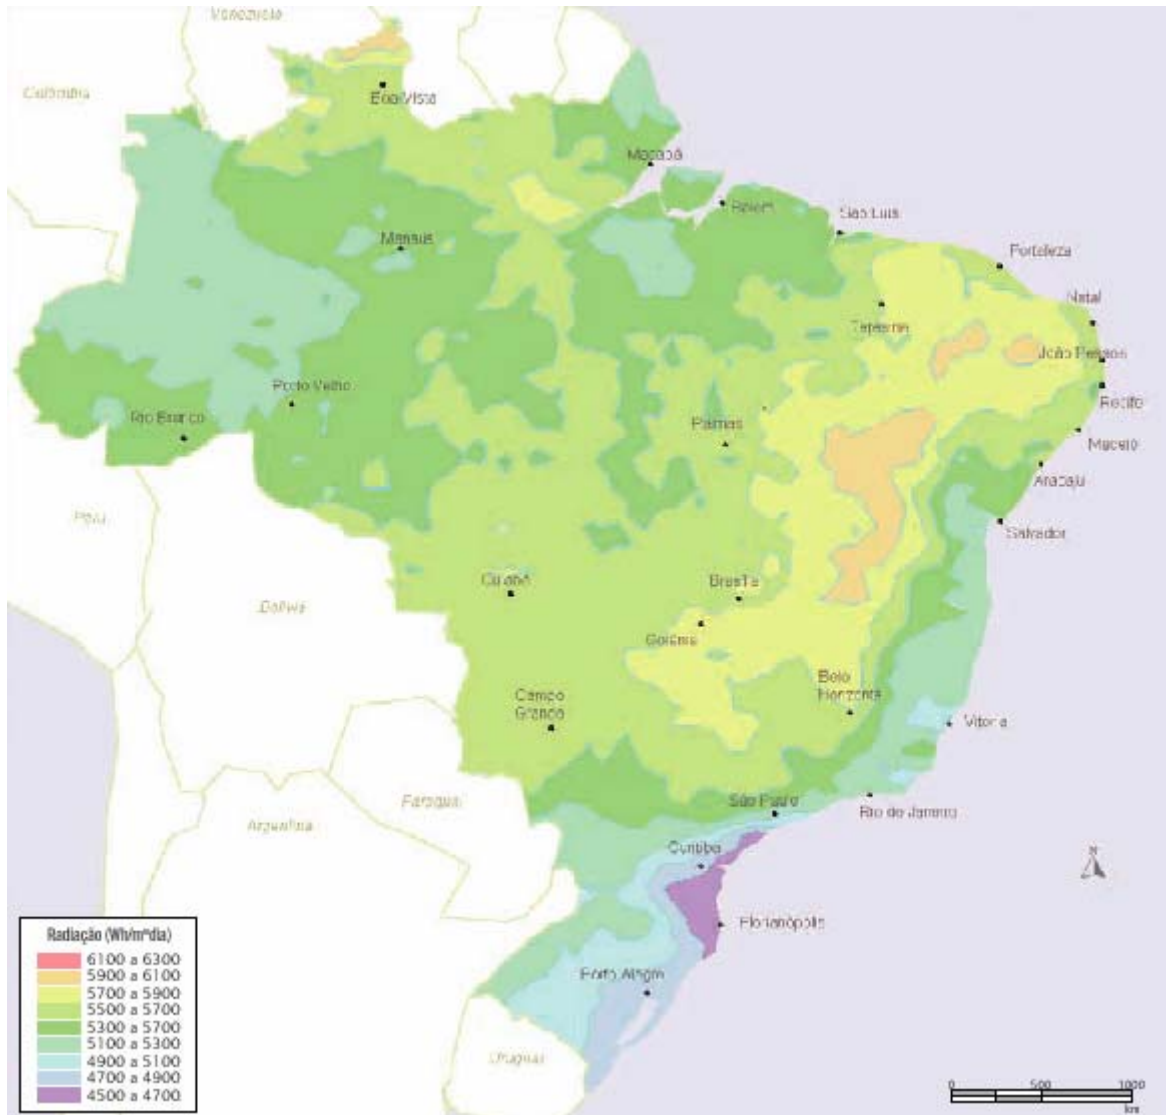 Venezuela
Colômbia
Boa Vista
Macapá
Belém
São Luís
Manaus
Fortaleza
Natal
Teresina
João Pessoa
Porto Velho
Recife
Rio Branco
Palmas
Maceió
Aracaju
Peru
Salvador
Cuiabá
Brasília
Bolívia
Goiânia
Belo
Horizonte
Campo
Grande
Vitória
Paraguai
São Paulo
Rio de Janeiro
Argentina
Curitiba
N
Florianópolis
Porto Alegre
Uruguai
Radiação (Wh/m²dia)
6100 a 6300
5900 a 6100
5700 a 5900
5500 a 5700
5300 a 5700
5100 a 5300
4900 a 5100
4700 a 4900
4500 a 4700
0 500 1000
km